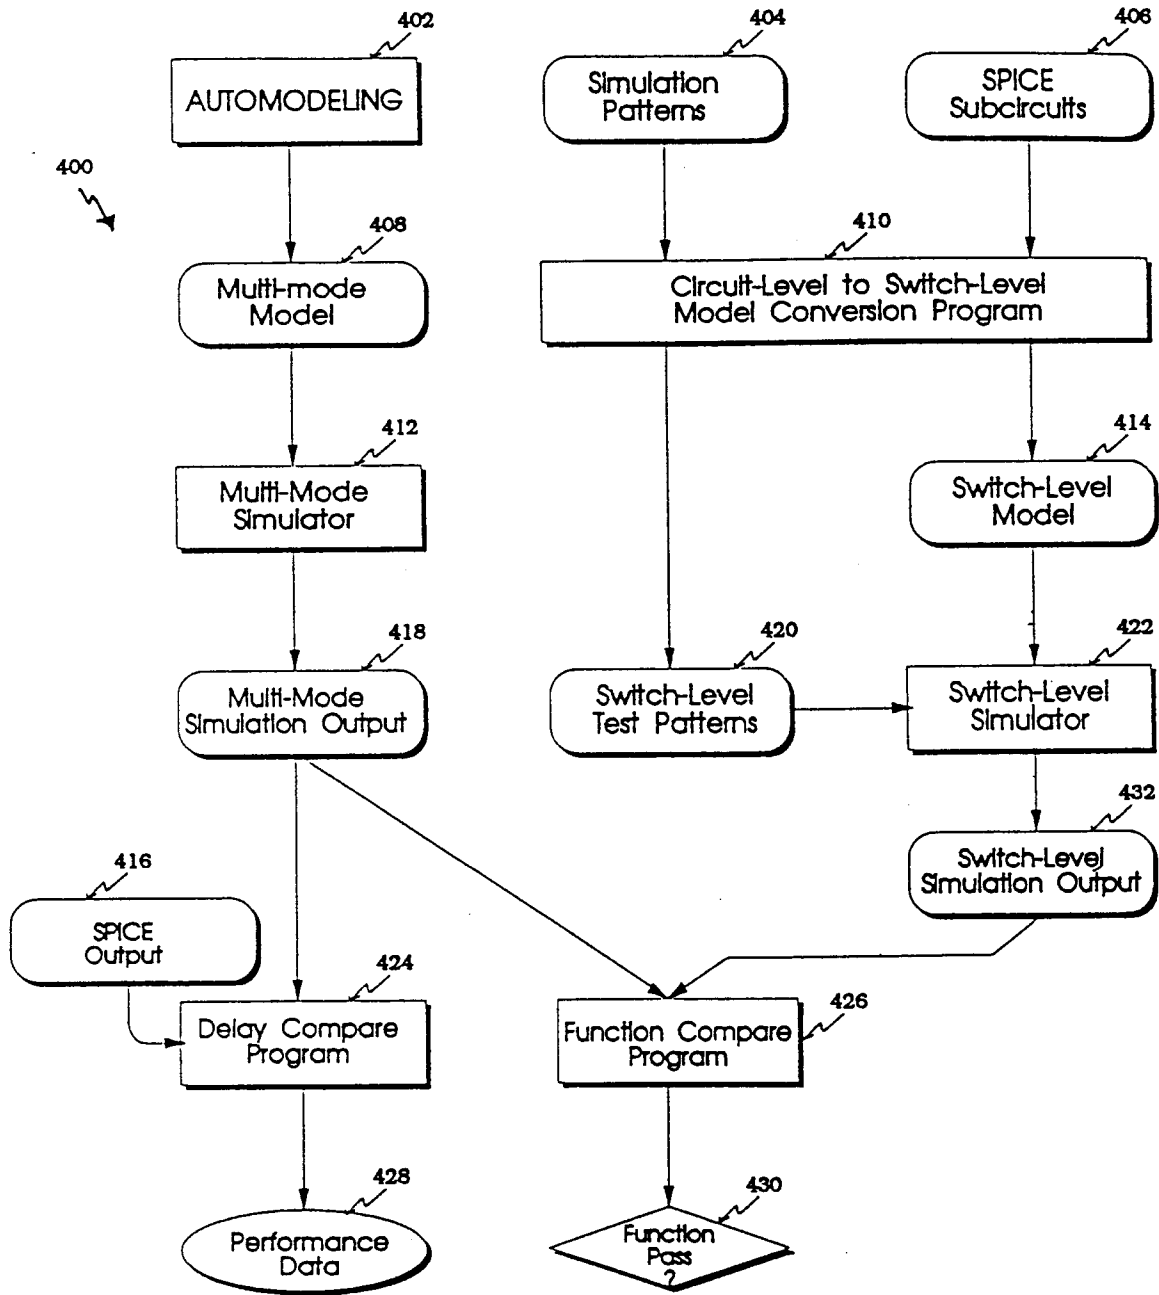 402
404
406
AUTOMODELING
Simulation
Patterns
SPICE
Subcircuits
400
408
410
Multi-mode
Model
Circuit-Level to Switch-Level
Model Conversion Program
412
414
Multi-Mode
Simulator
Switch-Level
Model
418
420
422
Multi-Mode
Simulation Output
Switch-Level
Test Patterns
Switch-Level
Simulator
432
416
Switch-Level
Simulation Output
SPICE
Output
424
426
Delay Compare
Program
Function Compare
Program
428
430
Performance
Data
Function
Pass
?